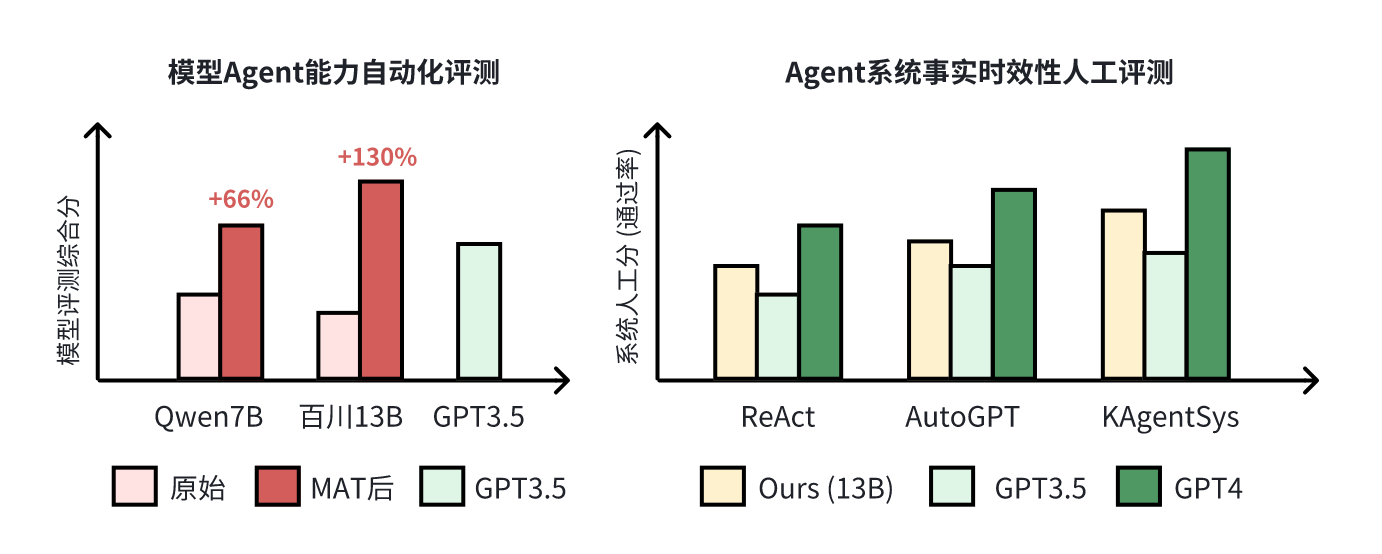 模型Agent能力自动化评测
模型评测综合分
+66%
+130%
Qwen7B
百川13B
GPT3.5
原始
MAT后
GPT3.5
Agent系统事实时效性人工评测
系统人工分 (通过率)
ReAct
AutoGPT
KAgentSys
Ours (13B)
GPT3.5
GPT4